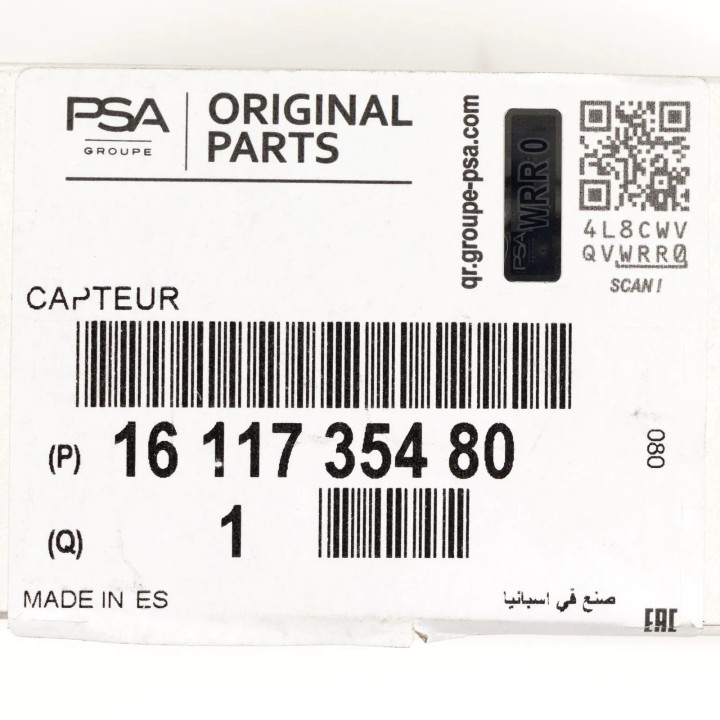 PSA
GROUPE
ORIGINAL
PARTS
qr.groupe-psa.com
PSA WRR 0
4L8CWV
QVWRR0
SCAN!
CAPTEUR
(P) 16 117 354 80
080
(Q) 1
MADE IN ES
صنع في اسبانيا
EAC